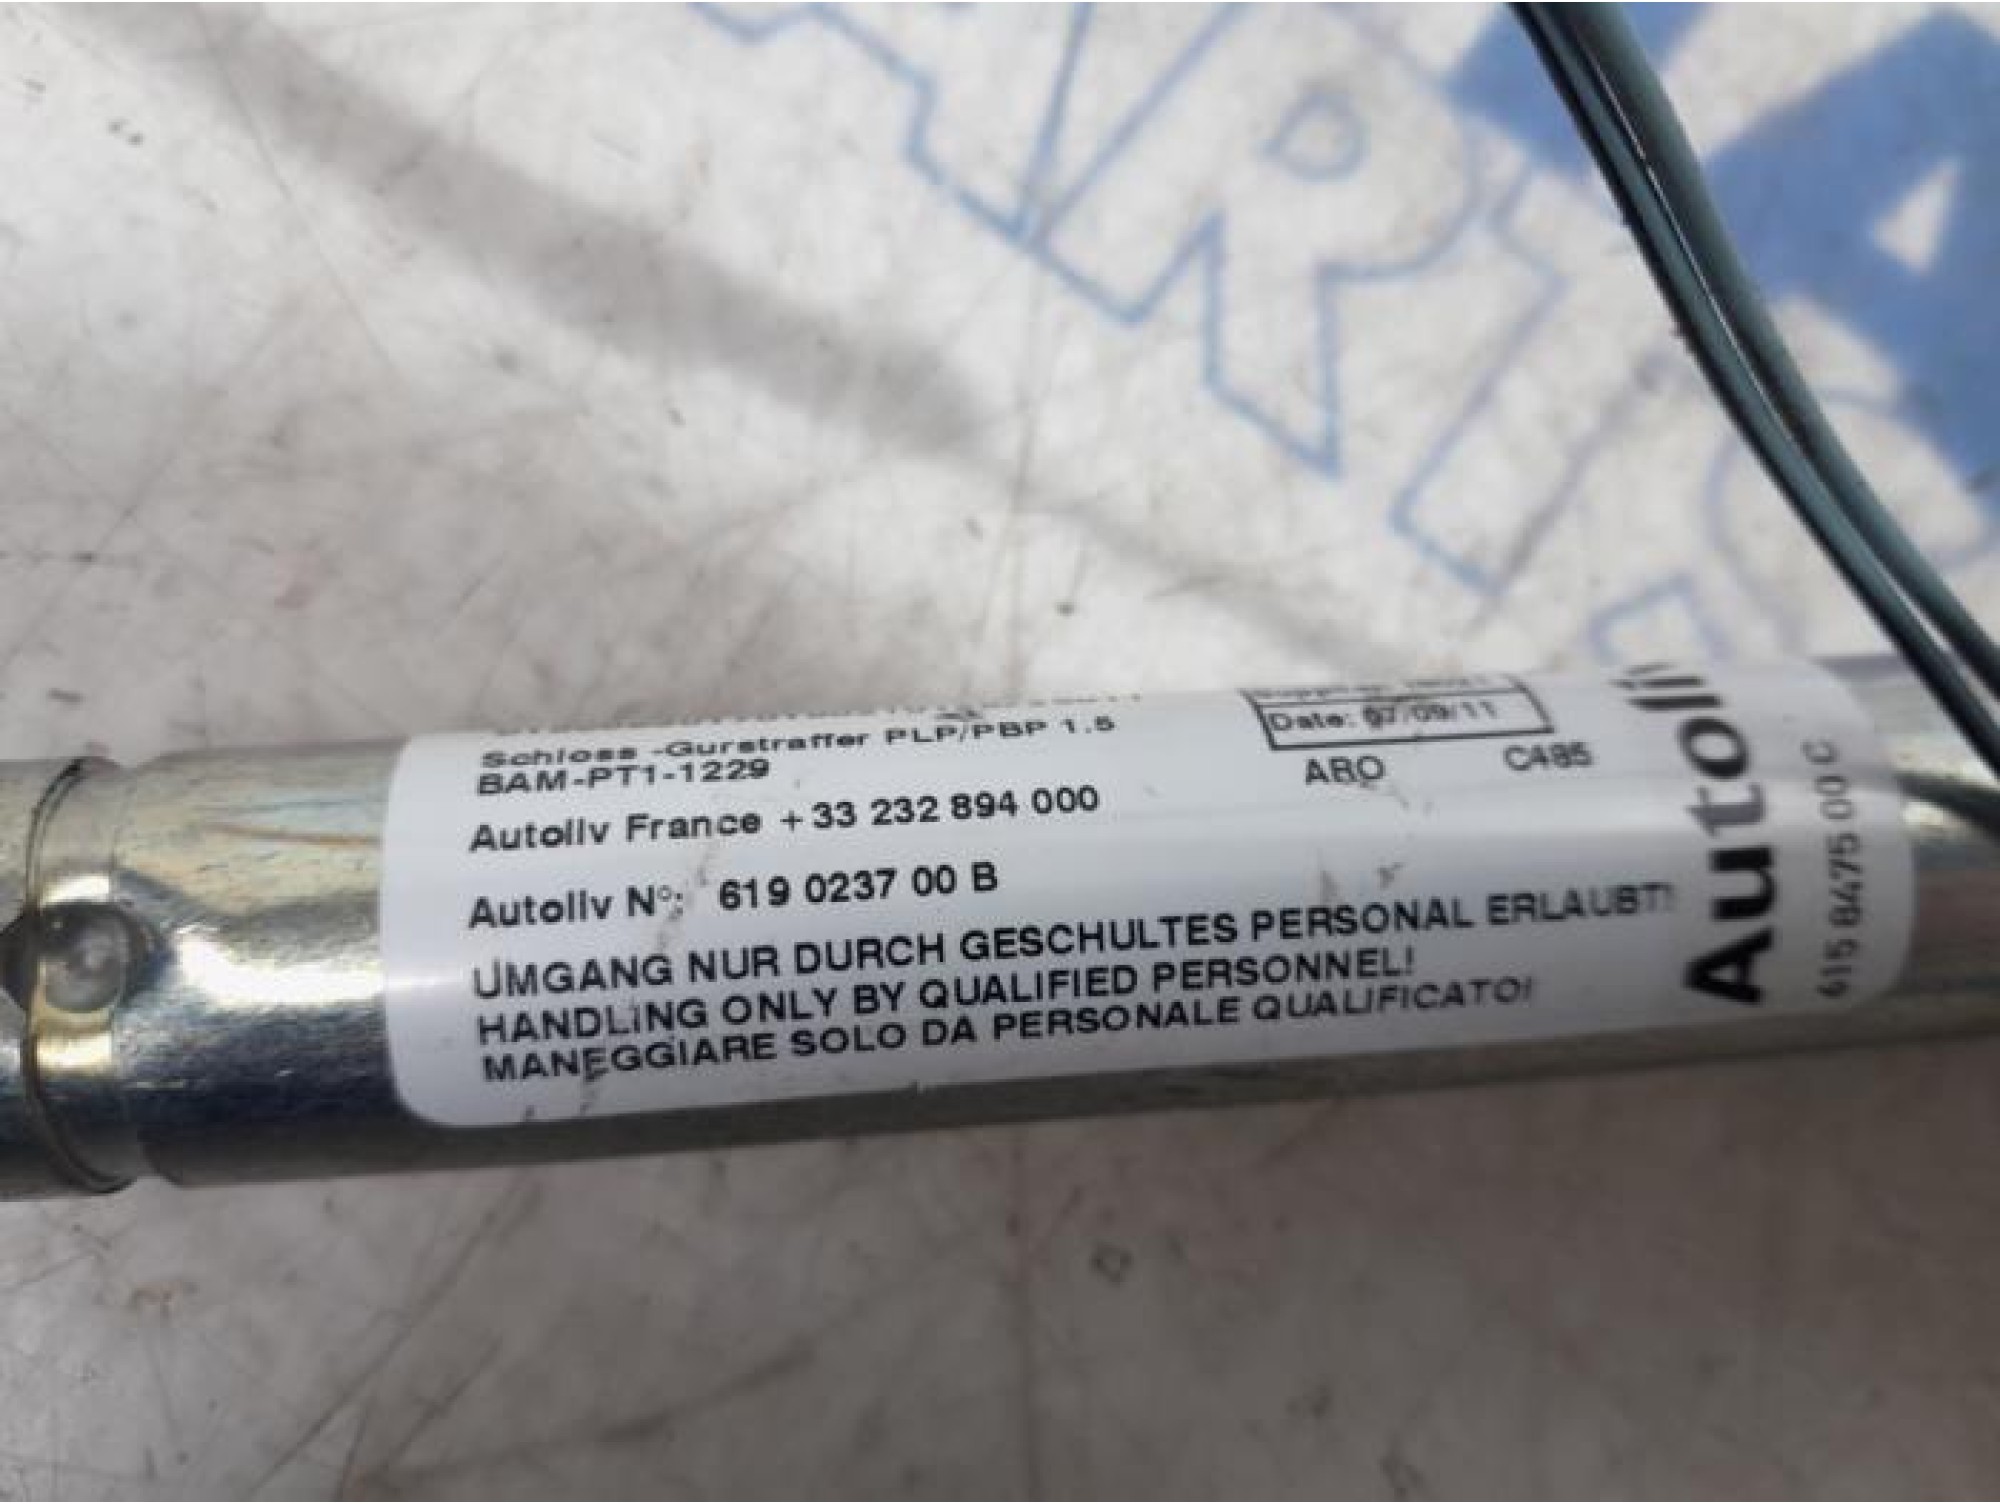 Schloss -Gurstraffer PLP/PBP 1.5
BAM-PT1-1229
Autoliv France +33 232 894 000
Autoliv N°: 619 0237 00 B
UMGANG NUR DURCH GESCHULTES PERSONAL ERLAUBT!
HANDLING ONLY BY QUALIFIED PERSONNEL!
MANEGGIARE SOLO DA PERSONALE QUALIFICATO!
Date: 07/09/11
ARO C485
Autoliv
615 8475 00 C